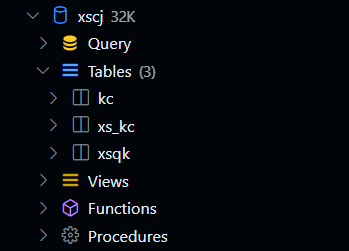 xscj 32K
Query
Tables (3)
kc
xs_kc
xsqk
Views
Functions
Procedures